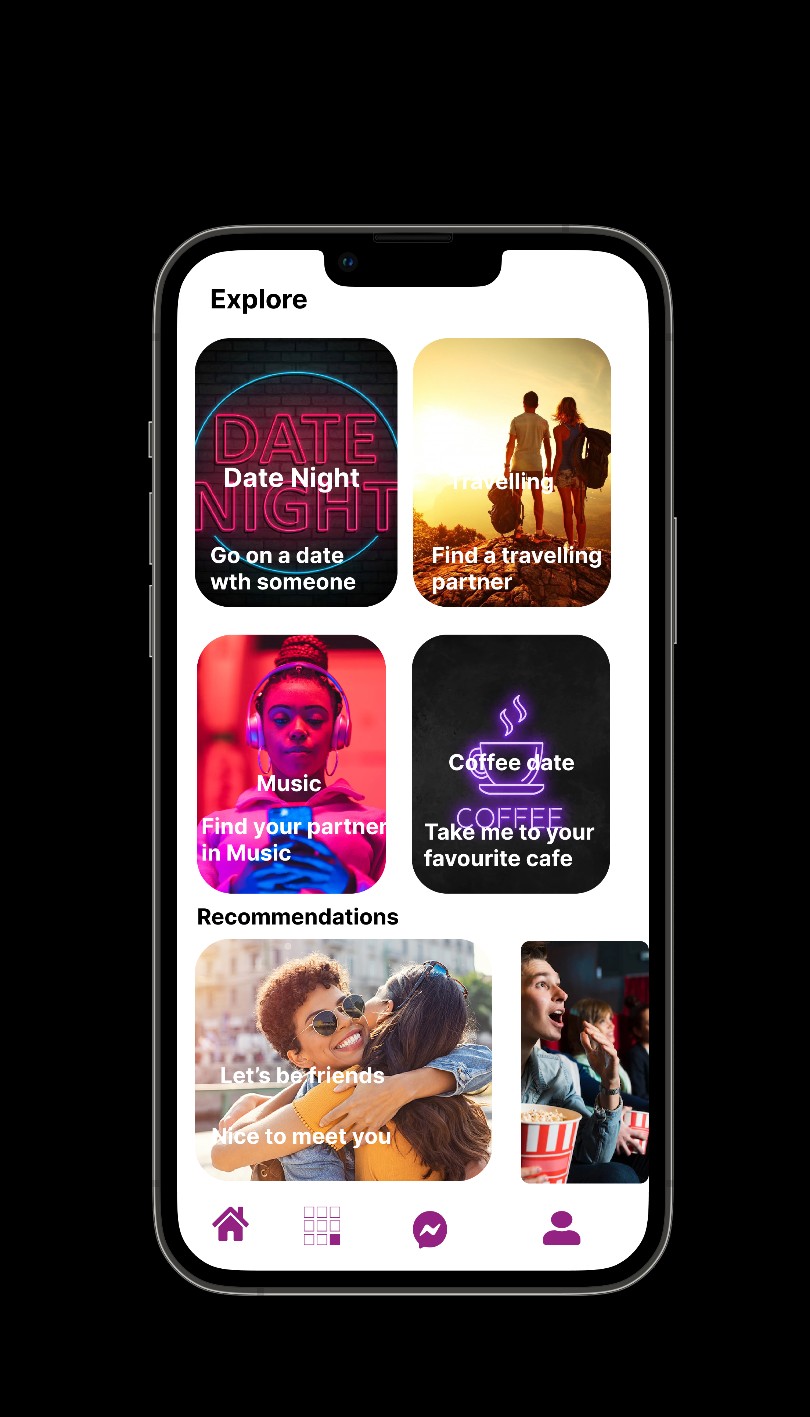 Explore
DATE
Date Night
NIGHT
Go on a date
wth someone
Travelling
Find a travelling
partner
Music
Find your partner
in Music
Coffee date
COFFEE
Take me to your
favourite cafe
Recommendations
Let's be friends
Nice to meet you